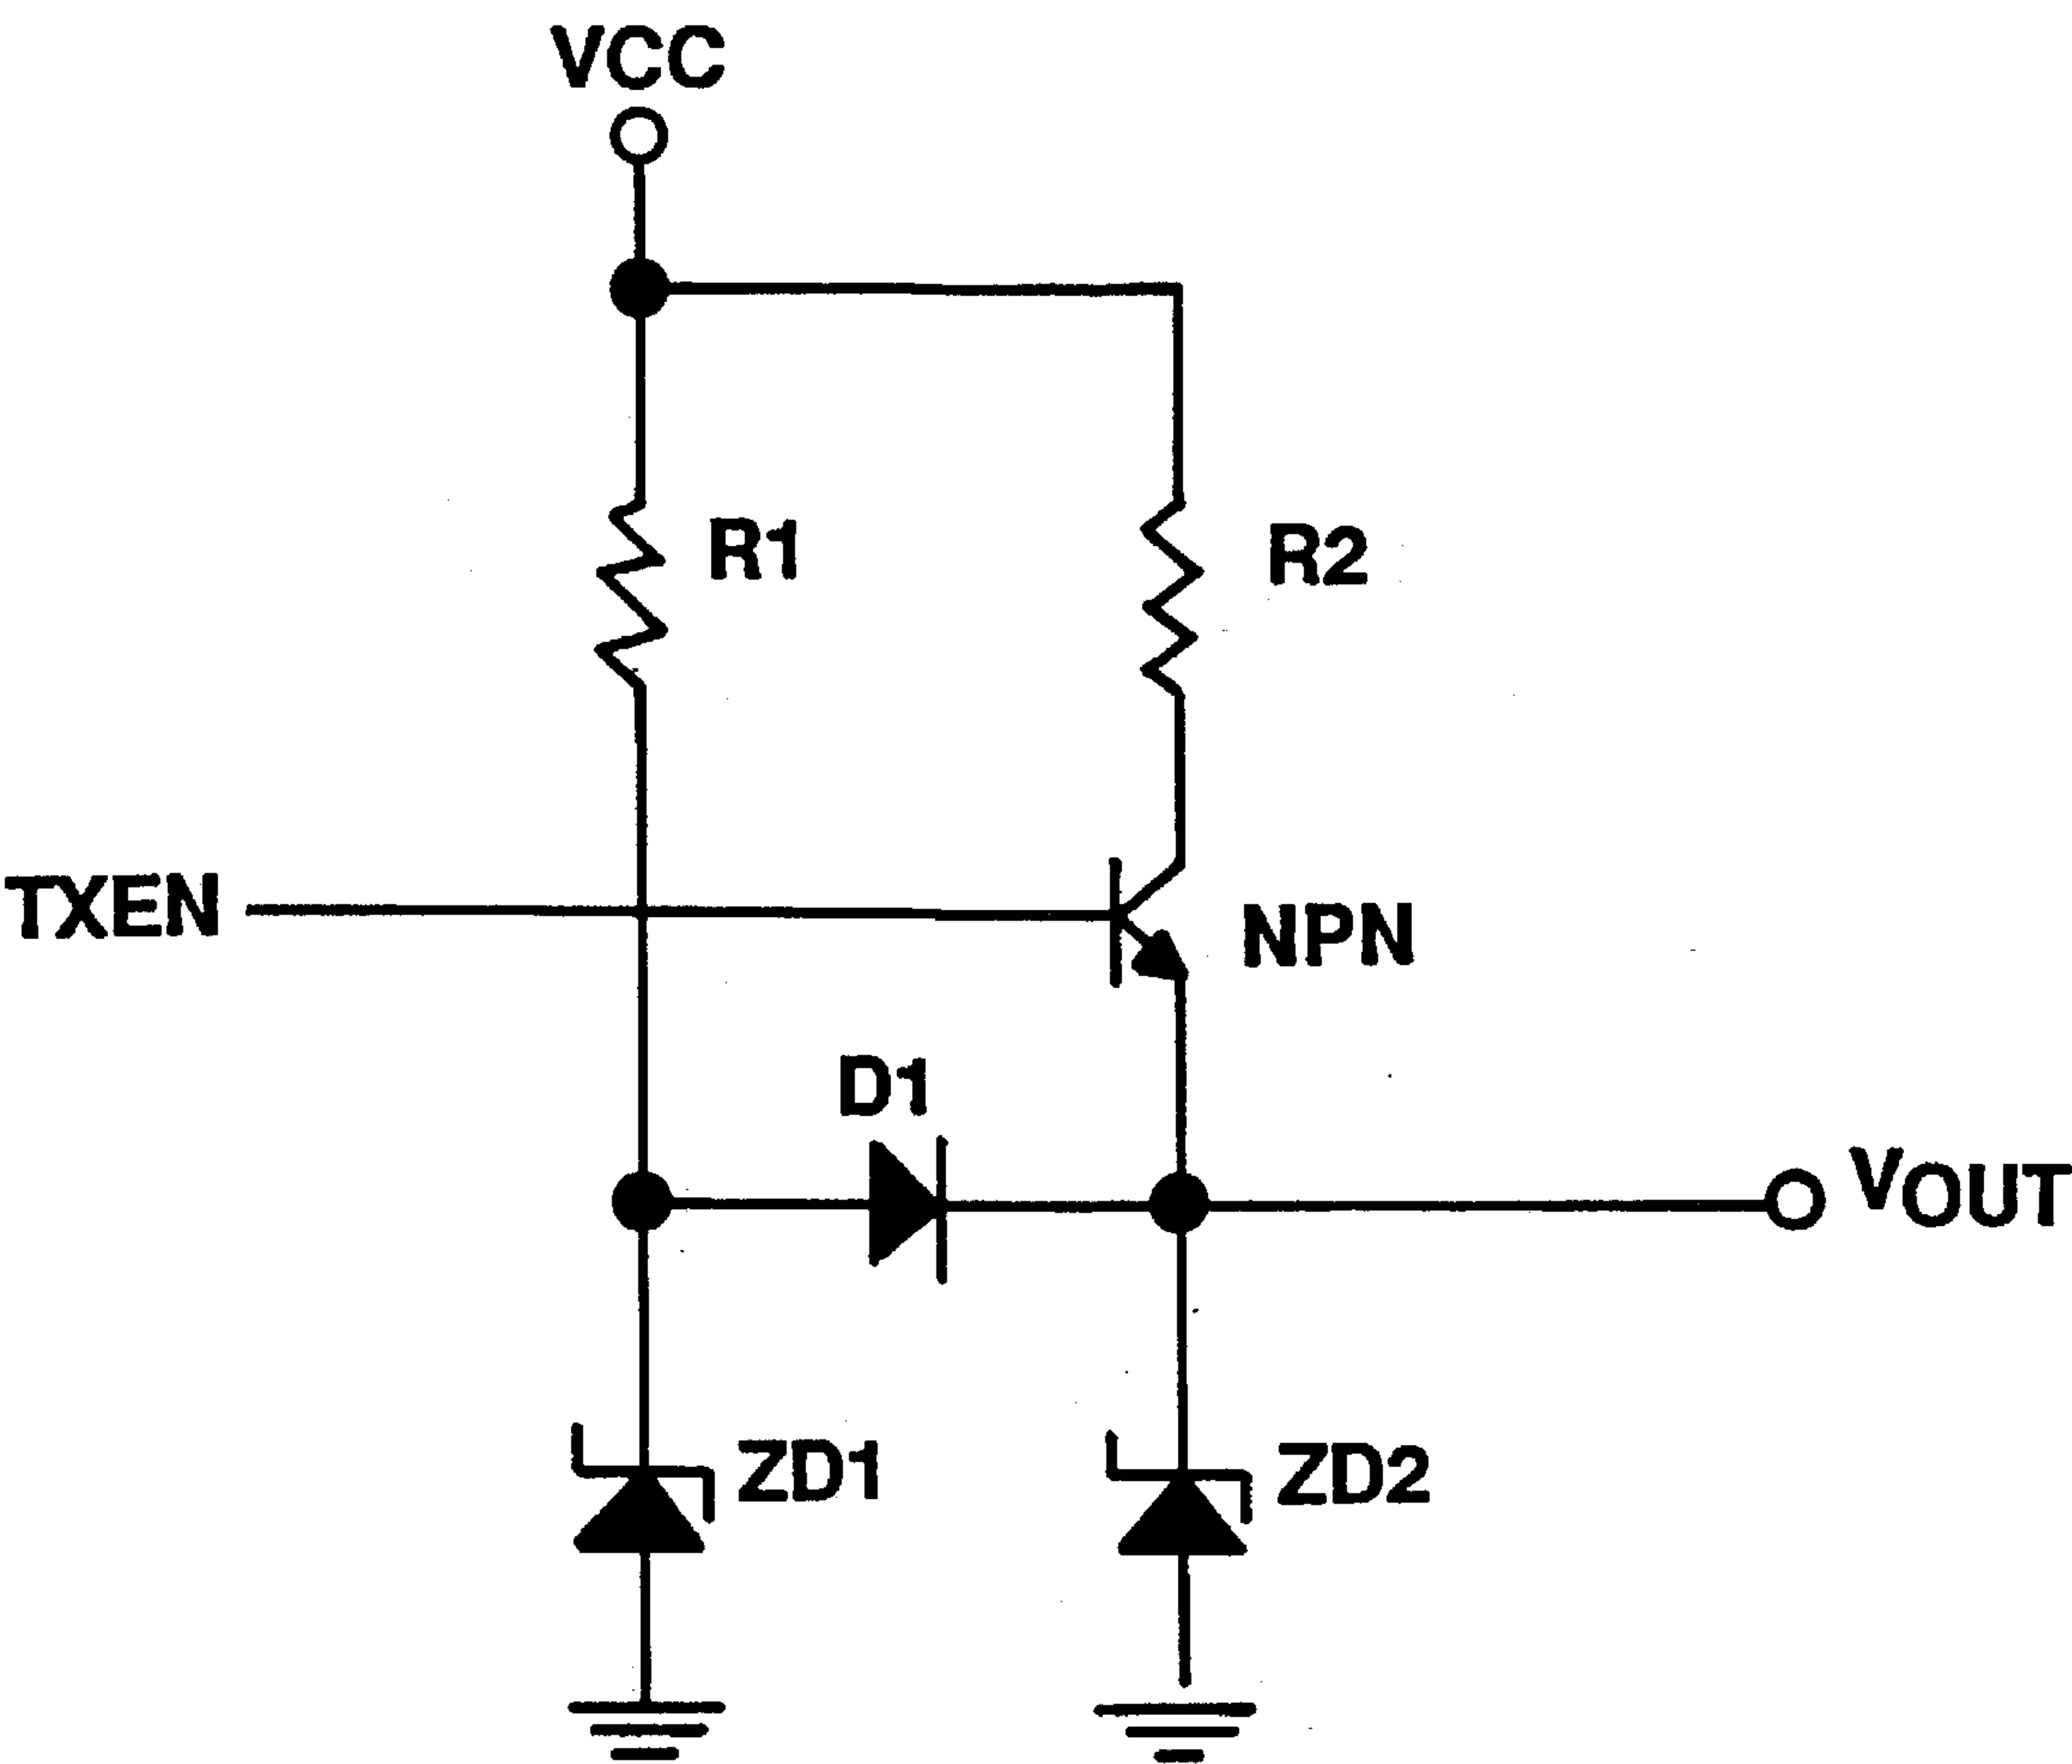 VCC
R1
R2
TXEN
NPN
D1
VOUT
ZD1
ZD2